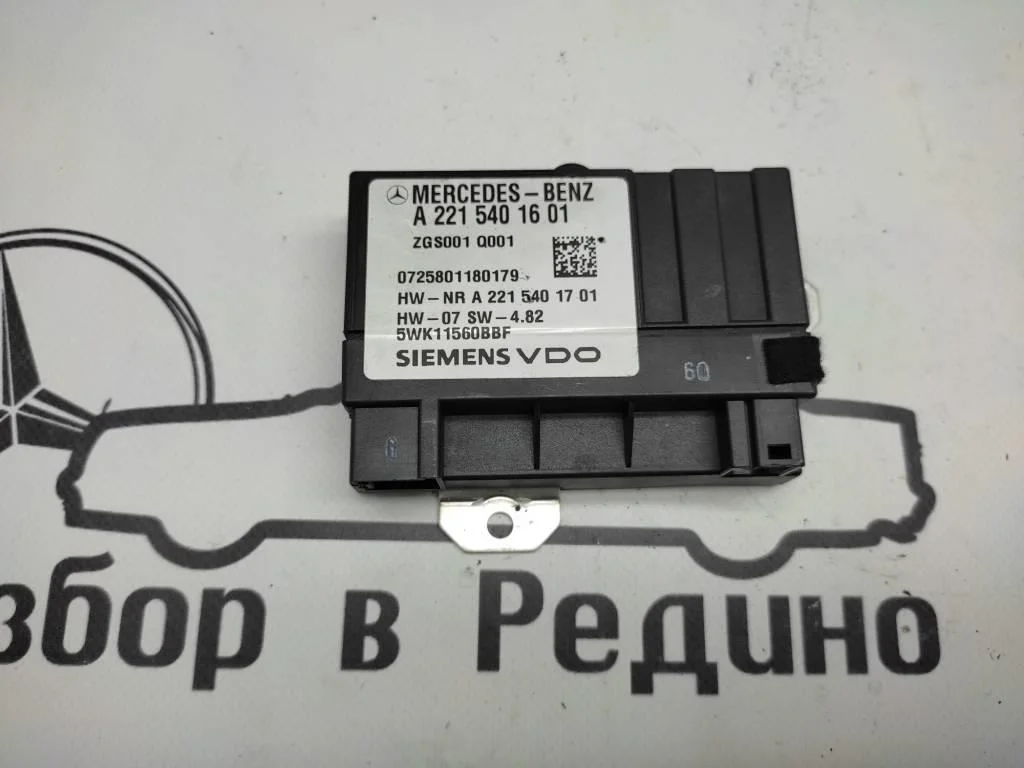 MERCEDES-BENZ
A 221 540 16 01
ZGS001 Q001
0725801180179
HW-NR A 221 540 17 01
HW-07 SW-4.82
5WK11560BBF
SIEMENS VDO
60
збор в Редино